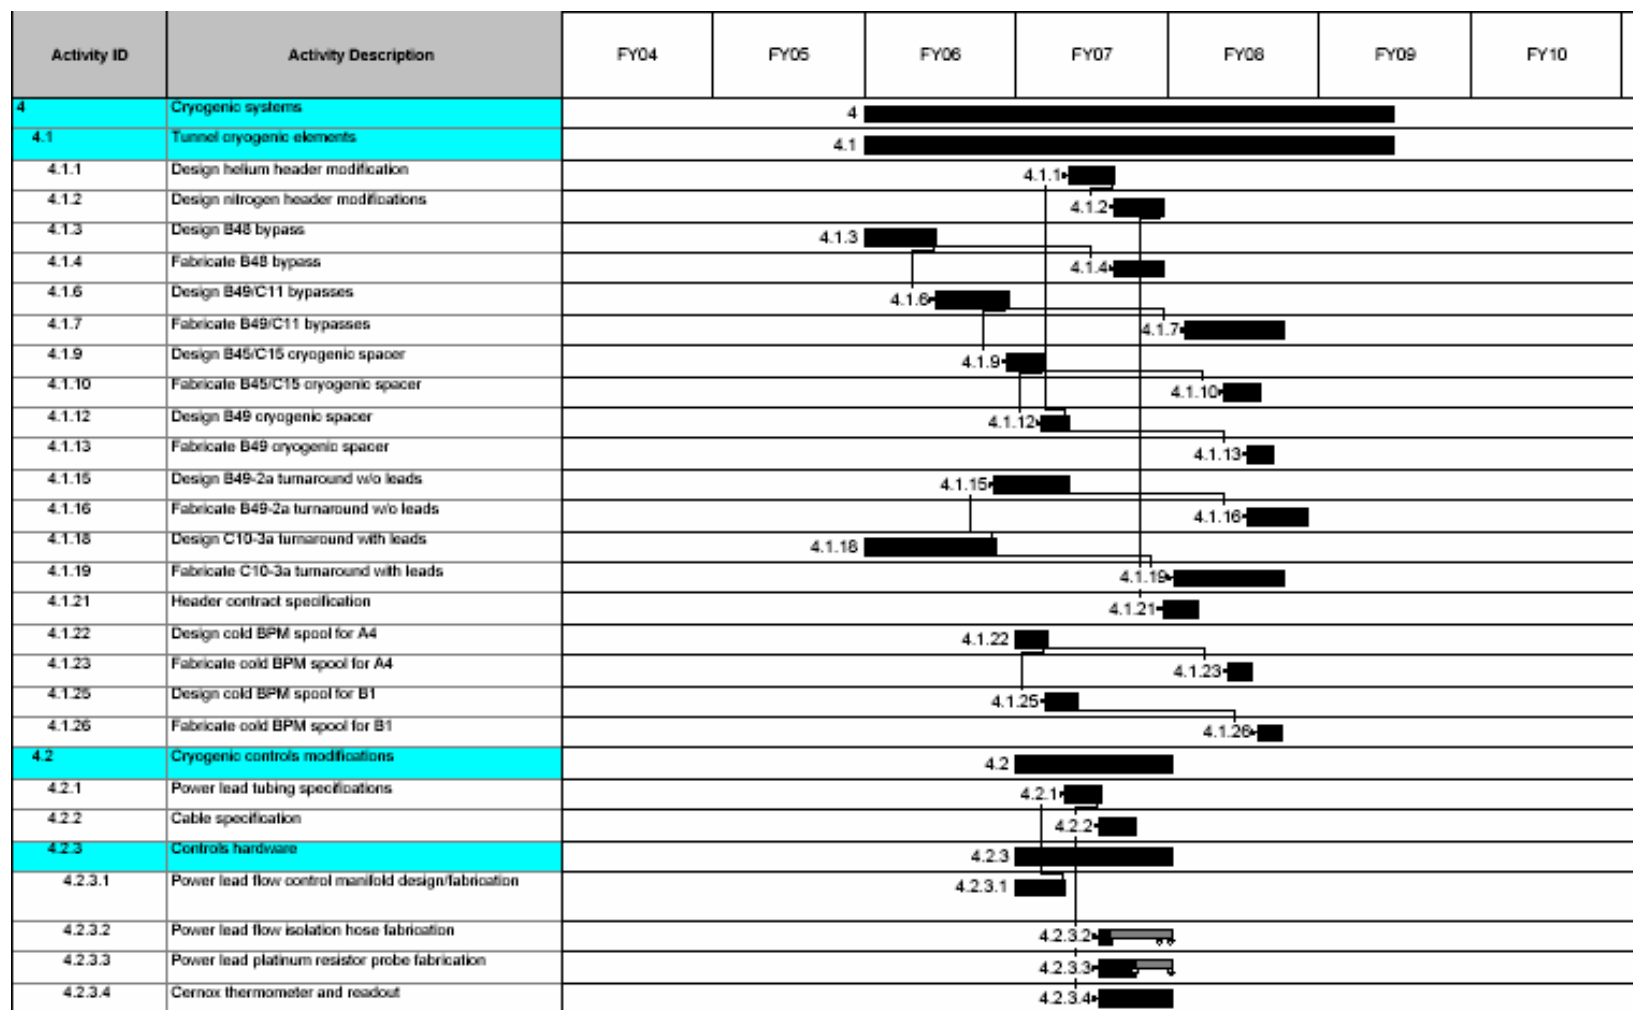 Activity ID Activity Description FY04 FY05 FY06 FY07 FY08 FY09 FY10
4 Cryogenic systems 4
4.1 Tunnel cryogenic elements 4.1
4.1.1 Design helium header modification 4.1.1
4.1.2 Design nitrogen header modifications 4.1.2
4.1.3 Design B48 bypass 4.1.3
4.1.4 Fabricate B48 bypass 4.1.4
4.1.6 Design B49/C11 bypasses 4.1.6
4.1.7 Fabricate B49/C11 bypasses 4.1.7
4.1.9 Design B45/C15 cryogenic spacer 4.1.9
4.1.10 Fabricate B45/C15 cryogenic spacer 4.1.10
4.1.12 Design B49 cryogenic spacer 4.1.12
4.1.13 Fabricate B49 cryogenic spacer 4.1.13
4.1.15 Design B49-2a turnaround w/o leads 4.1.15
4.1.16 Fabricate B49-2a turnaround w/o leads 4.1.16
4.1.18 Design C10-3a turnaround with leads 4.1.18
4.1.19 Fabricate C10-3a turnaround with leads 4.1.19
4.1.21 Header contract specification 4.1.21
4.1.22 Design cold BPM spool for A4 4.1.22
4.1.23 Fabricate cold BPM spool for A4 4.1.23
4.1.25 Design cold BPM spool for B1 4.1.25
4.1.26 Fabricate cold BPM spool for B1 4.1.26
4.2 Cryogenic controls modifications 4.2
4.2.1 Power lead tubing specifications 4.2.1
4.2.2 Cable specification 4.2.2
4.2.3 Controls hardware 4.2.3
4.2.3.1 Power lead flow control manifold design/fabrication 4.2.3.1
4.2.3.2 Power lead flow isolation hose fabrication 4.2.3.2
4.2.3.3 Power lead platinum resistor probe fabrication 4.2.3.3
4.2.3.4 Cernox thermometer and readout 4.2.3.4